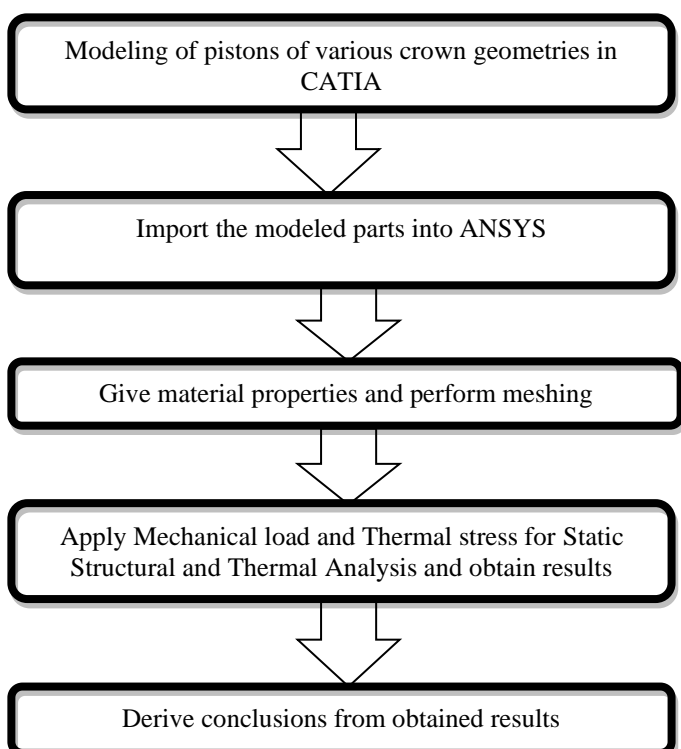 Modeling of pistons of various crown geometries in
CATIA
Import the modeled parts into ANSYS
Give material properties and perform meshing
Apply Mechanical load and Thermal stress for Static
Structural and Thermal Analysis and obtain results
Derive conclusions from obtained results